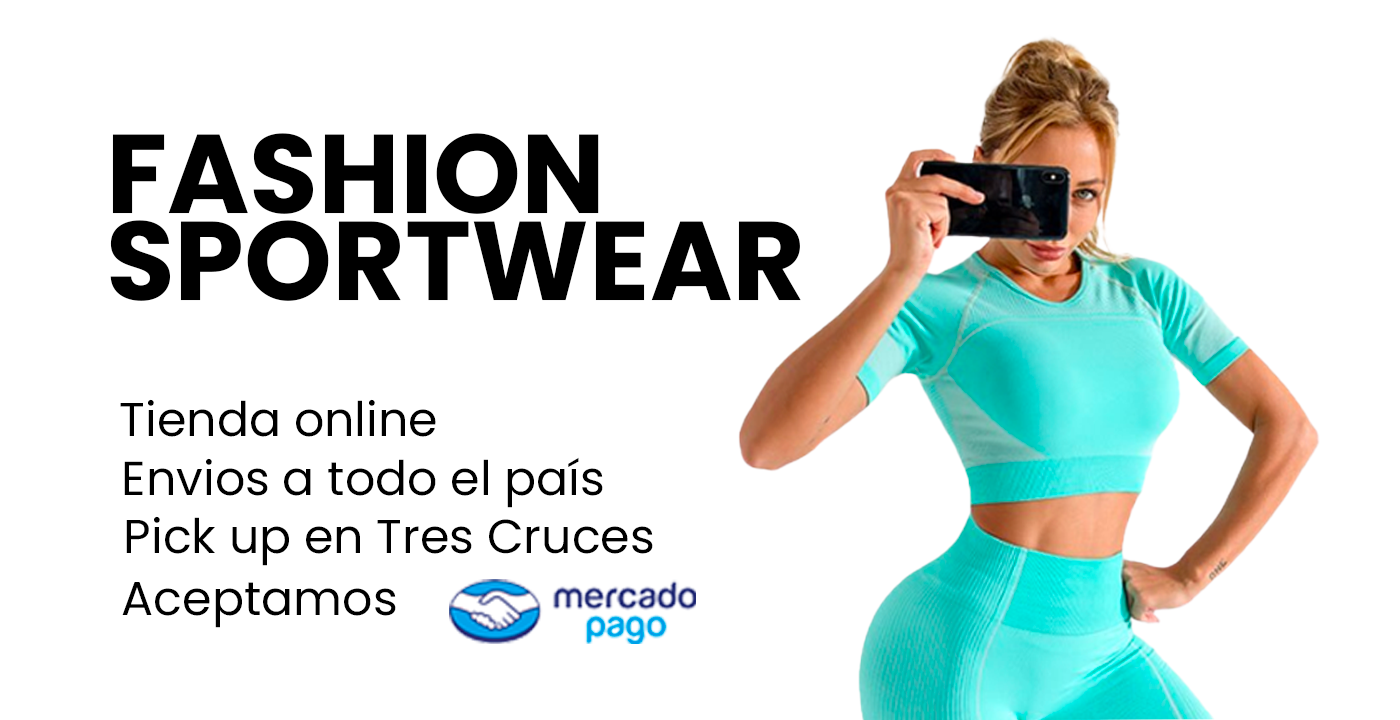 FASHION
SPORTWEAR
Tienda online
Envios a todo el país
Pick up en Tres Cruces
Aceptamos mercado
pago